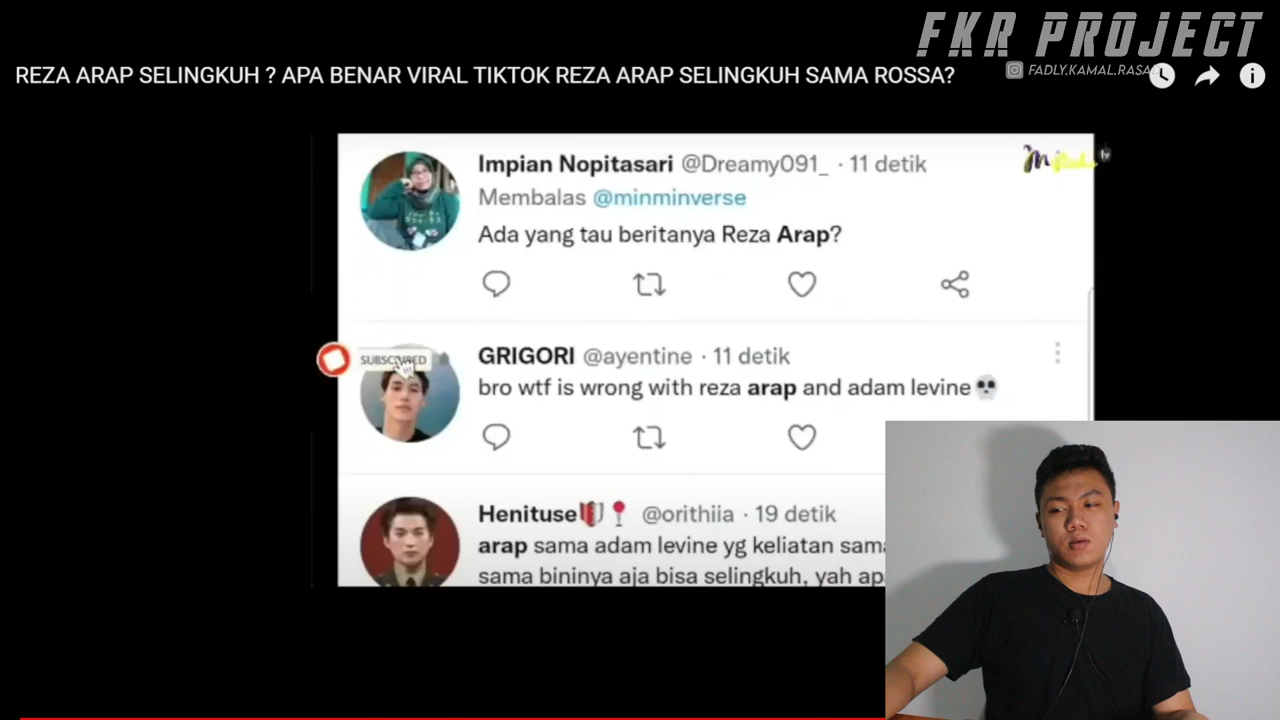 FKR PROJECT
REZA ARAP SELINGKUH ? APA BENAR VIRAL TIKTOK REZA ARAP SELINGKUH SAMA ROSSA?
FADLY.KAMAL.RASA
Impian Nopitasari @Dreamy091_ · 11 detik
Membalas @minminverse
Ada yang tau beritanya Reza Arap?
SUBSCRIBED
GRIGORI @ayentine · 11 detik
bro wtf is wrong with reza arap and adam levine💀
Henituse @orithiia · 19 detik
arap sama adam levine yg keliatan sama
sama bininya aja bisa selingkuh, yah ap